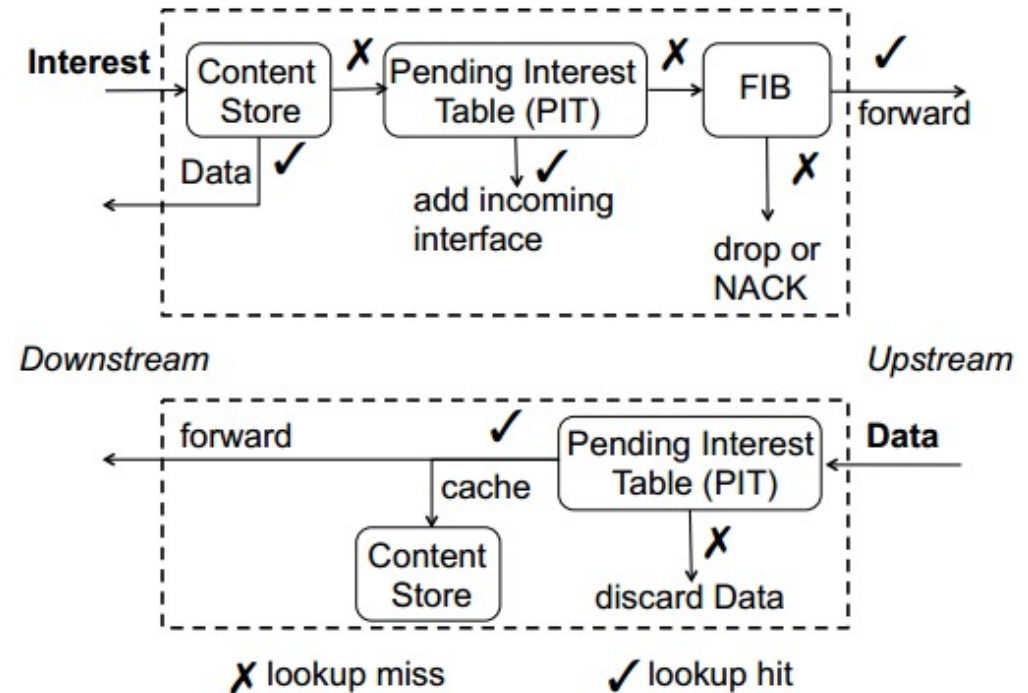 Interest
Content
Store
Pending Interest
Table (PIT)
FIB
forward
Data
add incoming
interface
drop or
NACK
Downstream
Upstream
forward
Pending Interest
Table (PIT)
Data
cache
Content
Store
discard Data
✗ lookup miss
✓ lookup hit